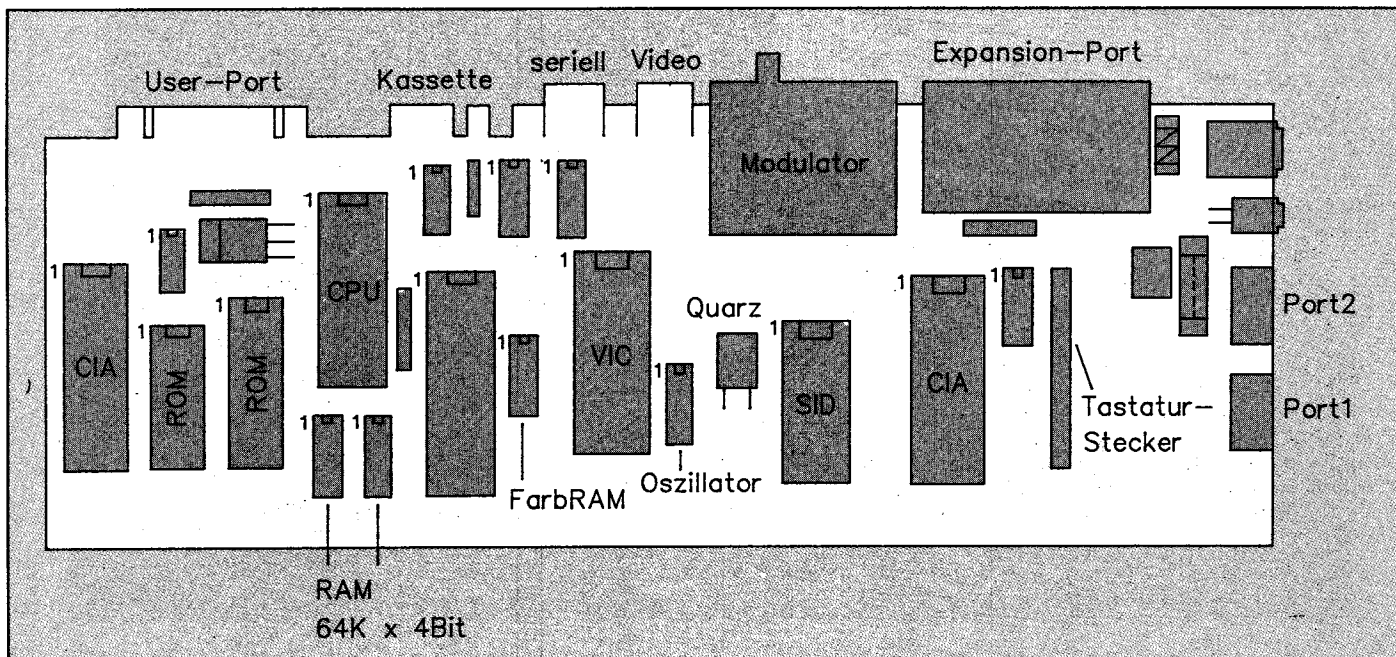 User-Port
Kassette
seriell
Video
Expansion-Port
Modulator
1
1
1
1
1
CPU
1
1
1
1
1
1
CIA
ROM
ROM
1
VIC
1
Quarz
1
SID
CIA
Port2
Port1
1
1
Tastatur-
Stecker
FarbRAM
Oszillator
RAM
64K x 4Bit